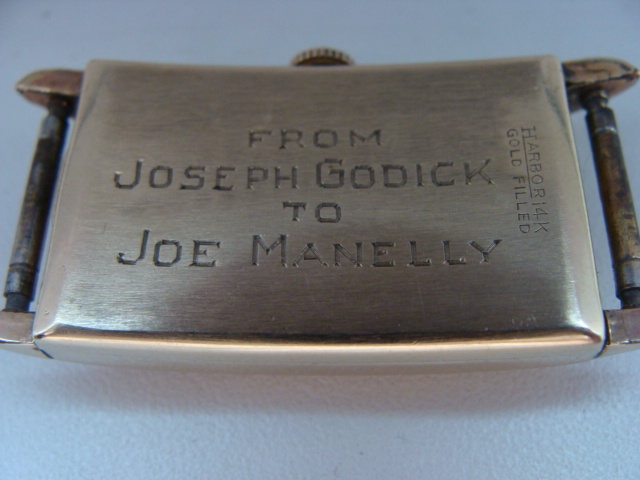 FROM
JOSEPH GODICK
TO
JOE MANELLY
HARBOR 14K
GOLD FILLED